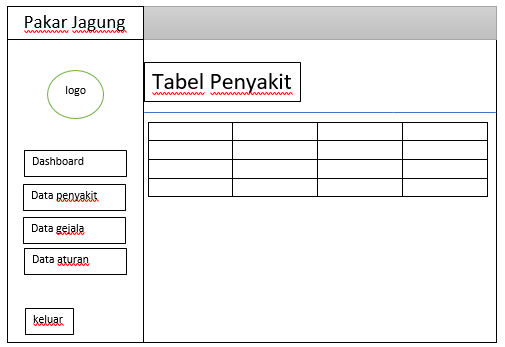 Pakar Jagung
logo
Tabel Penyakit
Dashboard
Data penyakit
Data gejala
Data aturan
keluar